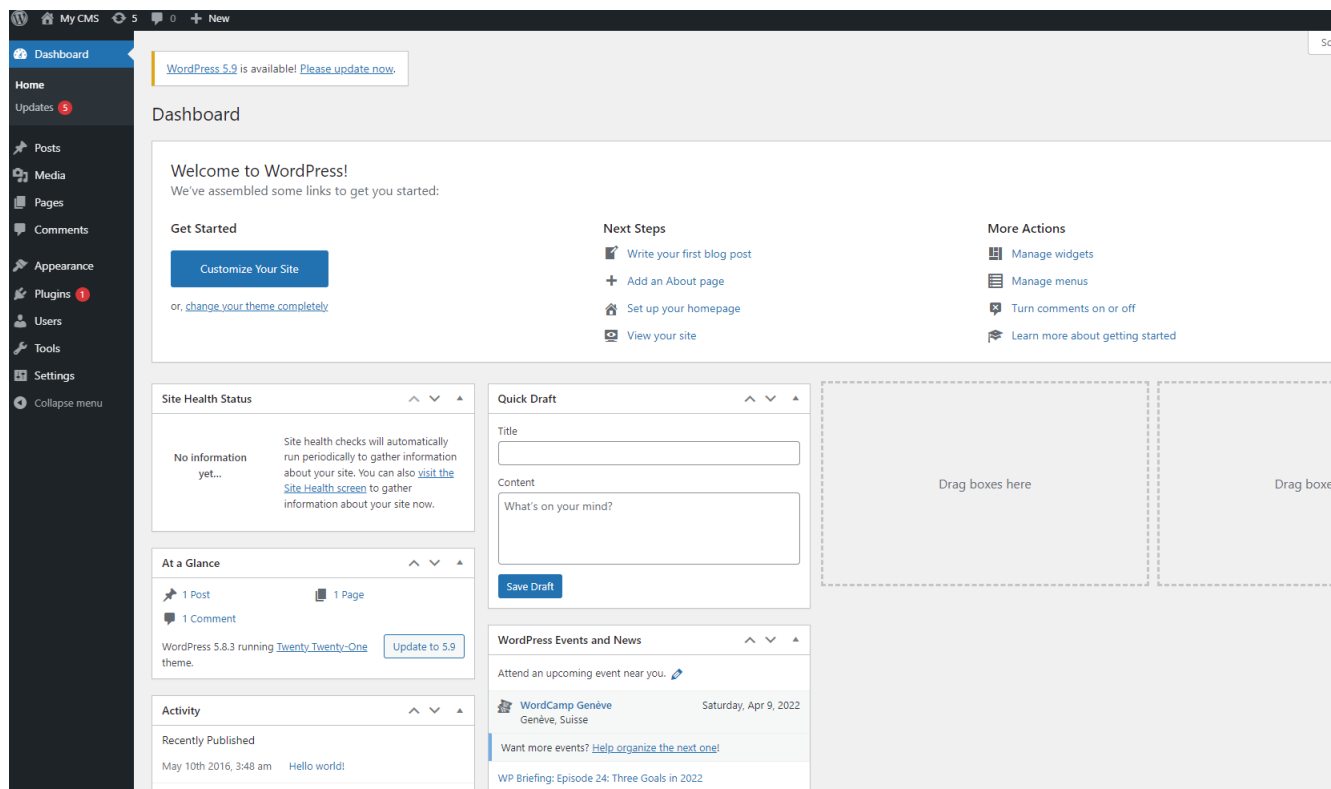 My CMS 5 0 + New
Dashboard
Home
Updates 5
Posts
Media
Pages
Comments
Appearance
Plugins 1
Users
Tools
Settings
Collapse menu
WordPress 5.9 is available! Please update now.
Dashboard
Welcome to WordPress!
We've assembled some links to get you started:
Get Started
Customize Your Site
or, change your theme completely
Next Steps
Write your first blog post
Add an About page
Set up your homepage
View your site
More Actions
Manage widgets
Manage menus
Turn comments on or off
Learn more about getting started
Site Health Status
No information
yet...
Site health checks will automatically
run periodically to gather information
about your site. You can also visit the
Site Health screen to gather
information about your site now.
At a Glance
1 Post
1 Page
1 Comment
WordPress 5.8.3 running Twenty Twenty-One
theme.
Update to 5.9
Activity
Recently Published
May 10th 2016, 3:48 am Hello world!
Quick Draft
Title
Content
What's on your mind?
Save Draft
WordPress Events and News
Attend an upcoming event near you.
WordCamp Genève Saturday, Apr 9, 2022
Genève, Suisse
Want more events? Help organize the next one!
WP Briefing: Episode 24: Three Goals in 2022
Drag boxes here
Drag boxe